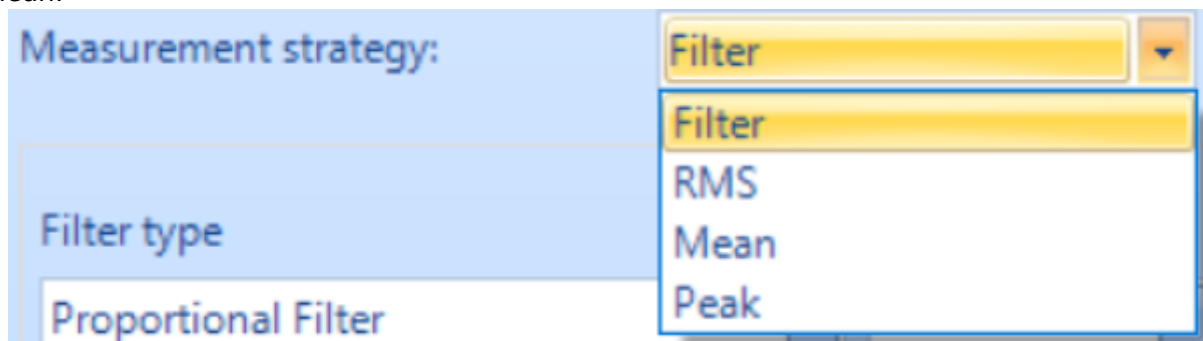 Measurement strategy: Filter
Filter
RMS
Filter type
Mean
Proportional Filter
Peak